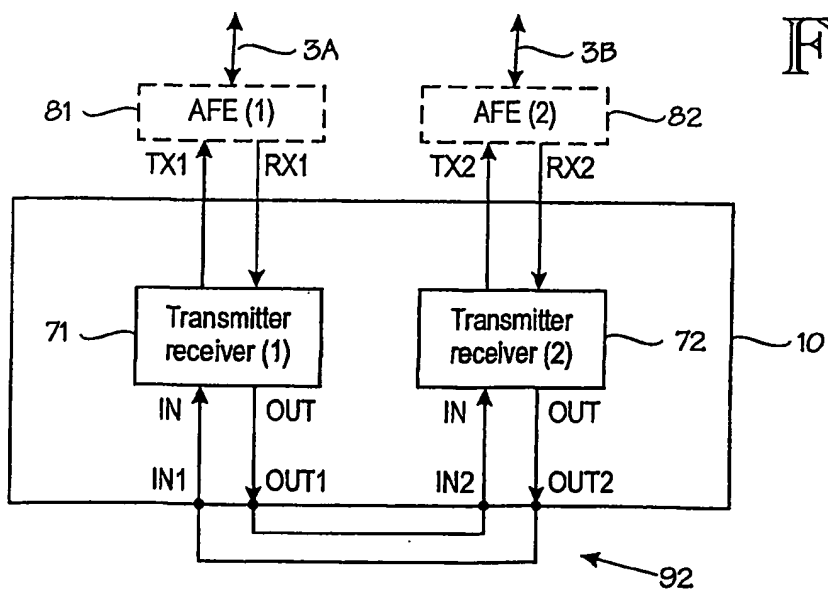 F
3A
3B
81
AFE (1)
AFE (2)
82
TX1
RX1
TX2
RX2
71
Transmitter
receiver (1)
Transmitter
receiver (2)
72
10
IN
OUT
IN
OUT
IN1
OUT1
IN2
OUT2
92